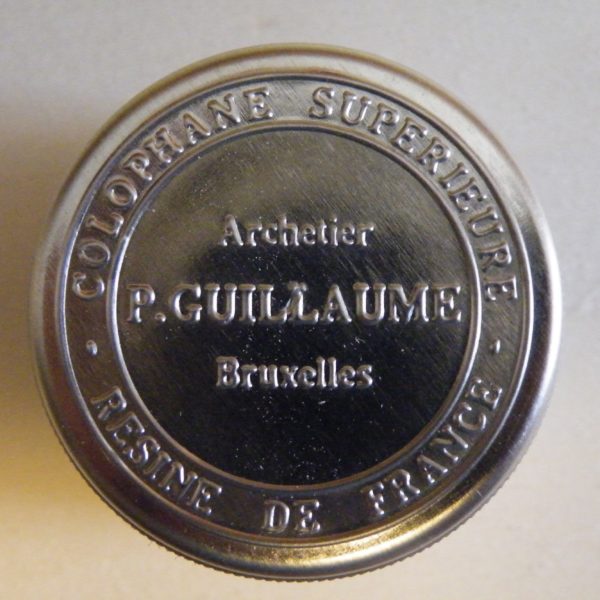 COLOPHANE SUPERIEURE
Archetier
P.GUILLAUME
Bruxelles
· RESINE DE FRANCE ·